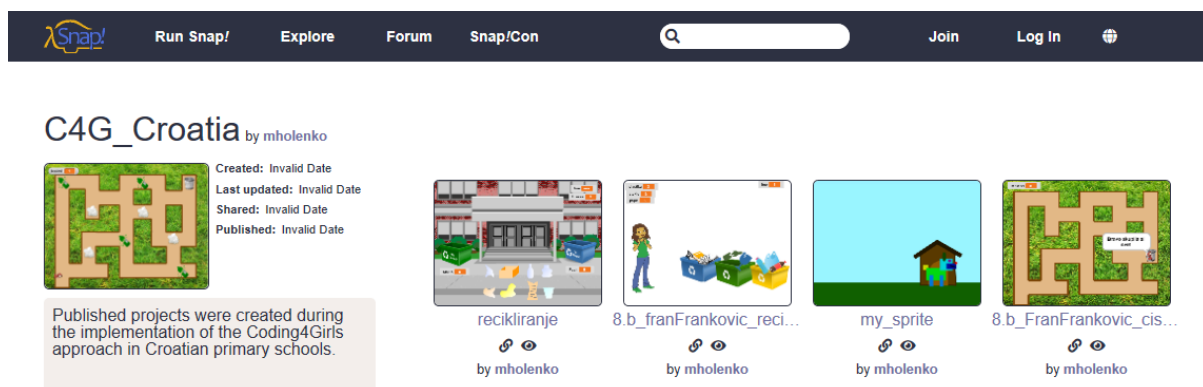 Snap!
Run Snap!
Explore
Forum
Snap!Con
Join
Log In
C4G_Croatia by mholenko
Created: Invalid Date
Last updated: Invalid Date
Shared: Invalid Date
Published: Invalid Date
Published projects were created during
the implementation of the Coding4Girls
approach in Croatian primary schools.
recikliranje
by mholenko
8.b_franFrankovic_reci...
by mholenko
my_sprite
by mholenko
8.b_FranFrankovic_cis...
by mholenko